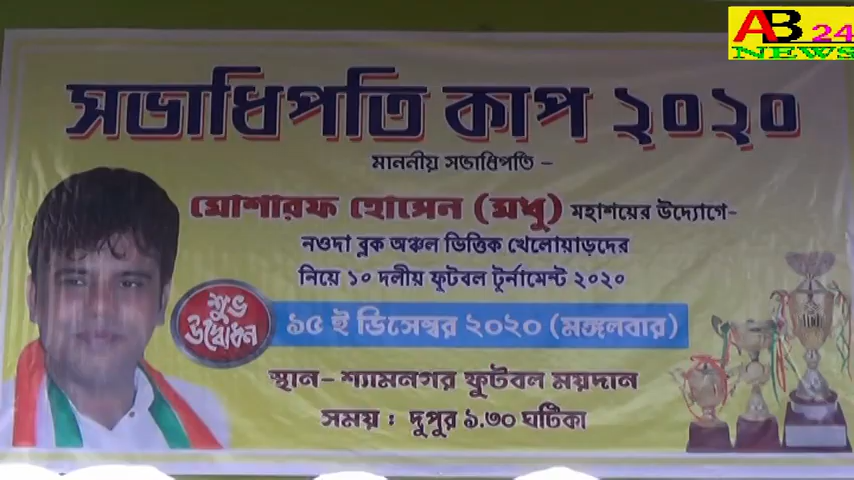 AB 24
NEWS
সভাধিপতি কাপ ২০২০
মাননীয় সভাধিপতি –
মোশারফ হোসেন (মধু) মহাশয়ের উদ্যোগে-
নওদা ব্লক অঞ্চল ভিত্তিক খেলোয়াড়দের
নিয়ে ১০ দলীয় ফুটবল টুর্নামেন্ট ২০২০
শুভ
উদ্বোধন
১৫ ই ডিসেম্বর ২০২০ (মঙ্গলবার)
স্থান- শ্যামনগর ফুটবল ময়দান
সময় : দুপুর ১.৩০ ঘটিকা